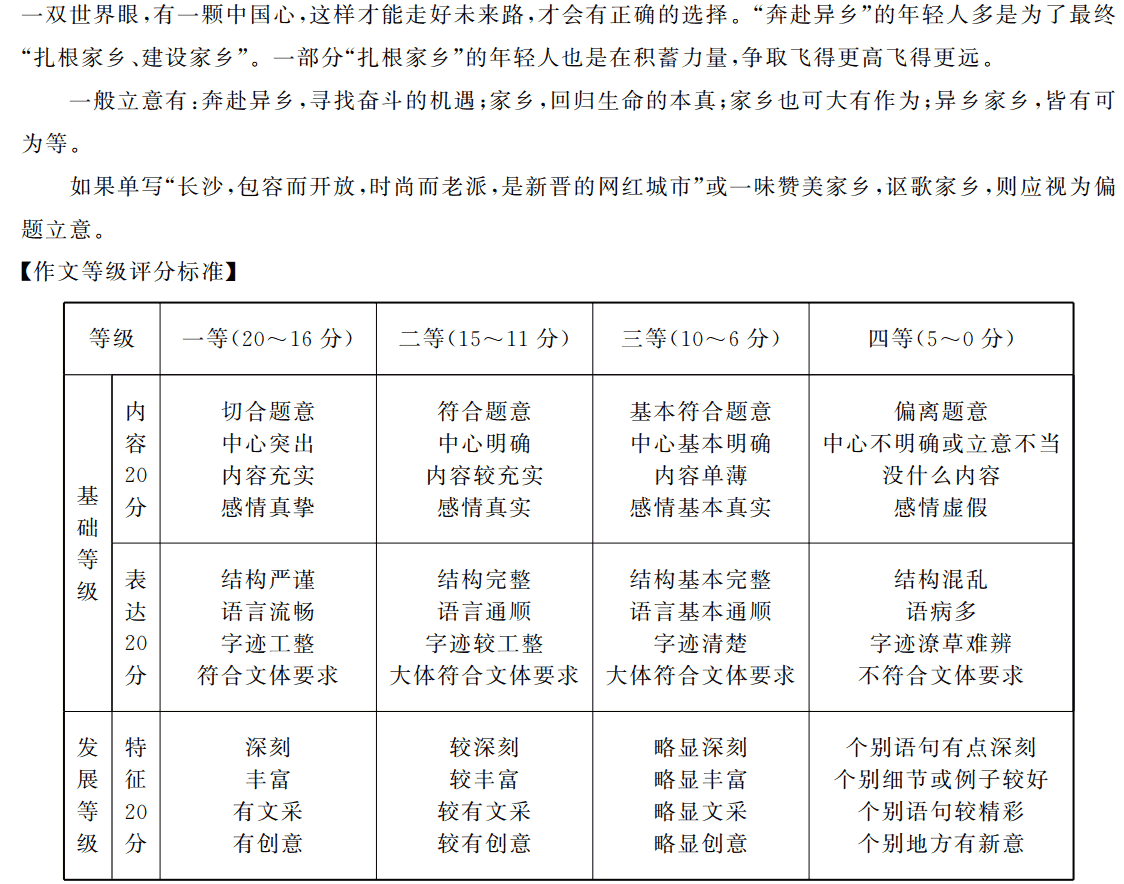 一双世界眼,有一颗中国心,这样才能走好未来路,才会有正确的选择。“奔赴异乡”的年轻人多是为了最终
“扎根家乡、建设家乡”。一部分“扎根家乡”的年轻人也是在积蓄力量,争取飞得更高飞得更远。
一般立意有:奔赴异乡,寻找奋斗的机遇;家乡,回归生命的本真;家乡也可大有作为;异乡家乡,皆有可
为等。
如果单写“长沙,包容而开放,时尚而老派,是新晋的网红城市”或一味赞美家乡,讴歌家乡,则应视为偏
题立意。
【作文等级评分标准】
等级 一等(20～16 分) 二等(15～11 分) 三等(10～6 分) 四等(5～0 分)
基础等级
内容20分
切合题意 符合题意 基本符合题意 偏离题意
中心突出 中心明确 中心基本明确 中心不明确或立意不当
内容充实 内容较充实 内容单薄 没什么内容
感情真挚 感情真实 感情基本真实 感情虚假
表达20分
结构严谨 结构完整 结构基本完整 结构混乱
语言流畅 语言通顺 语言基本通顺 语病多
字迹工整 字迹较工整 字迹清楚 字迹潦草难辨
符合文体要求 大体符合文体要求 大体符合文体要求 不符合文体要求
发展等级
特征20分
深刻 较深刻 略显深刻 个别语句有点深刻
丰富 较丰富 略显丰富 个别细节或例子较好
有文采 较有文采 略显文采 个别语句较精彩
有创意 较有创意 略显创意 个别地方有新意